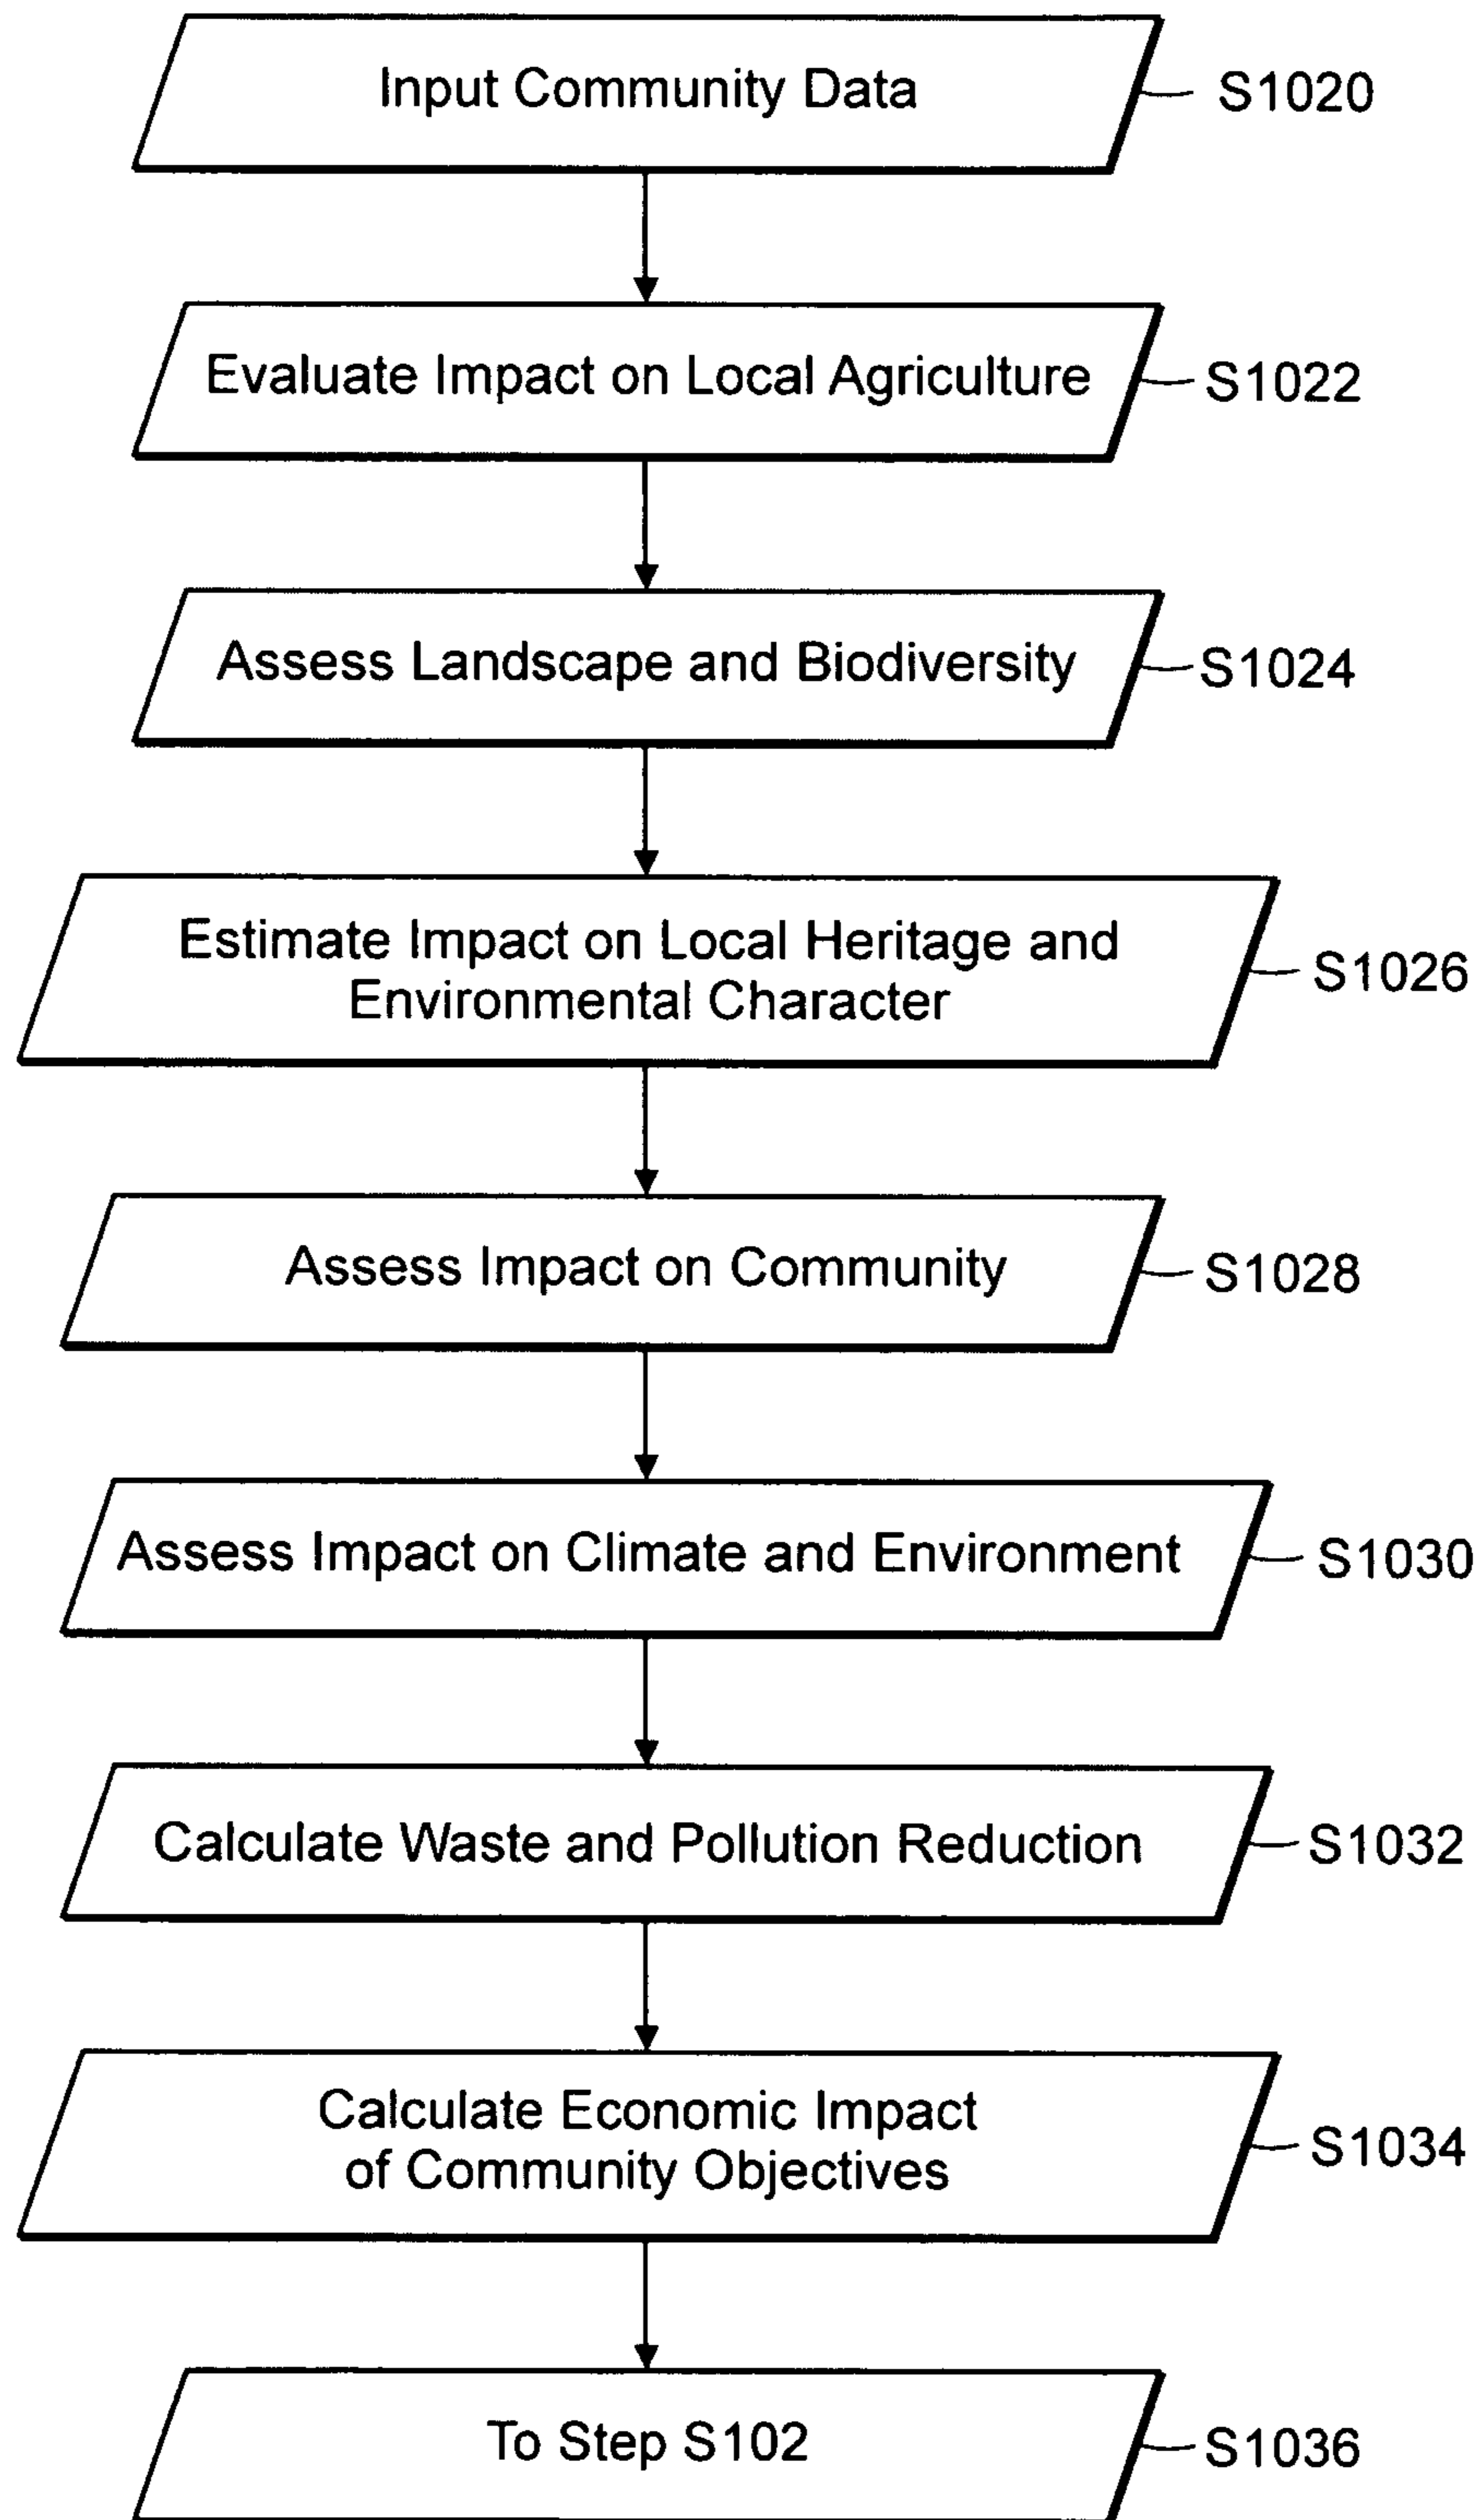 Input Community Data
S1020
Evaluate Impact on Local Agriculture
S1022
Assess Landscape and Biodiversity
S1024
Estimate Impact on Local Heritage and
Environmental Character
S1026
Assess Impact on Community
S1028
Assess Impact on Climate and Environment
S1030
Calculate Waste and Pollution Reduction
S1032
Calculate Economic Impact
of Community Objectives
S1034
To Step S102
S1036